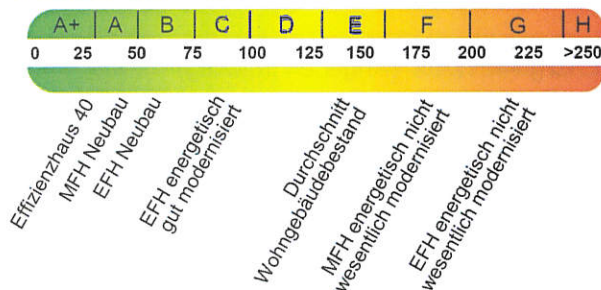 A+ A B C D E F G H
0 25 50 75 100 125 150 175 200 225 >250
Effizienzhaus 40
MFH Neubau
EFH Neubau
EFH energetisch
gut modernisiert
Durchschnitt
Wohngebäudebestand
MFH energetisch nicht
wesentlich modernisiert
EFH energetisch nicht
wesentlich modernisiert